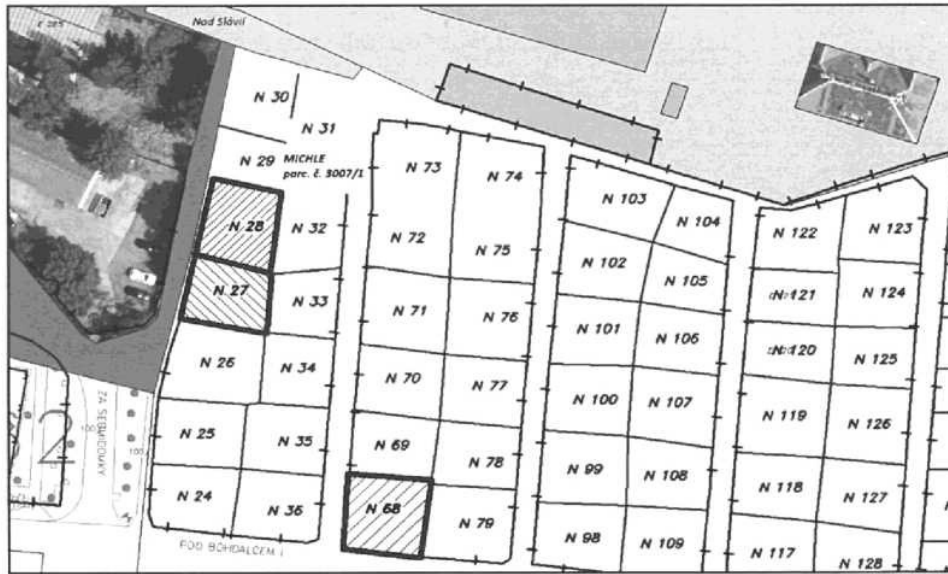 Nad Slávií
N 30
N 31
N 29
MICHLE
parc. č. 3007/1
N 28
N 32
N 27
N 33
N 26
N 34
N 25
N 35
N 24
N 36
N 73
N 74
N 72
N 75
N 71
N 76
N 70
N 77
N 69
N 78
N 68
N 79
N 103
N 104
N 102
N 105
N 101
N 106
N 100
N 107
N 99
N 108
N 98
N 109
N 122
N 123
N 121
N 124
N 120
N 125
N 119
N 126
N 118
N 127
N 117
N 128
ZA SEDMIDOMKY
POD BOHDALCEM I